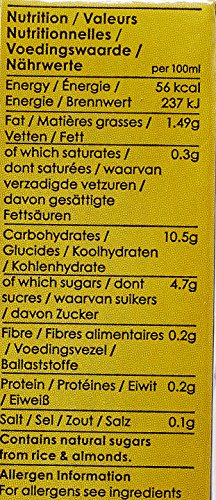 Nutrition / Valeurs
Nutritionnelles /
Voedingswaarde /
Nährwerte per 100ml
Energy / Énergie / 56 kcal
Energie / Brennwert 237 kJ
Fat / Matières grasses / 1.49g
Vetten / Fett
of which saturates / 0.3g
dont saturées / waarvan
verzadigde vetzuren /
davon gesättigte
Fettsäuren
Carbohydrates / 10.5g
Glucides / Koolhydraten
/ Kohlenhydrate
of which sugars / dont 4.7g
sucres / waarvan suikers
/ davon Zucker
Fibre / Fibres alimentaires 0.2g
/ Voedingsvezel /
Ballaststoffe
Protein / Protéines / Eiwit 0.2g
/ Eiweiß
Salt / Sel / Zout / Salz 0.1g
Contains natural sugars
from rice & almonds.
Allergen Information
For allergens see ingredients